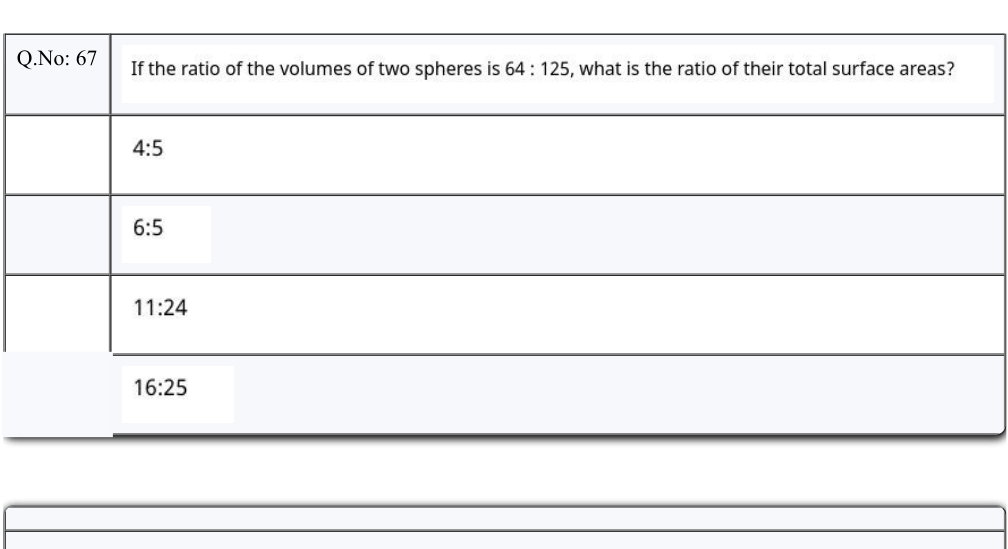 Q.No: 67
If the ratio of the volumes of two spheres is 64 : 125, what is the ratio of their total surface areas?
4:5
6:5
11:24
16:25